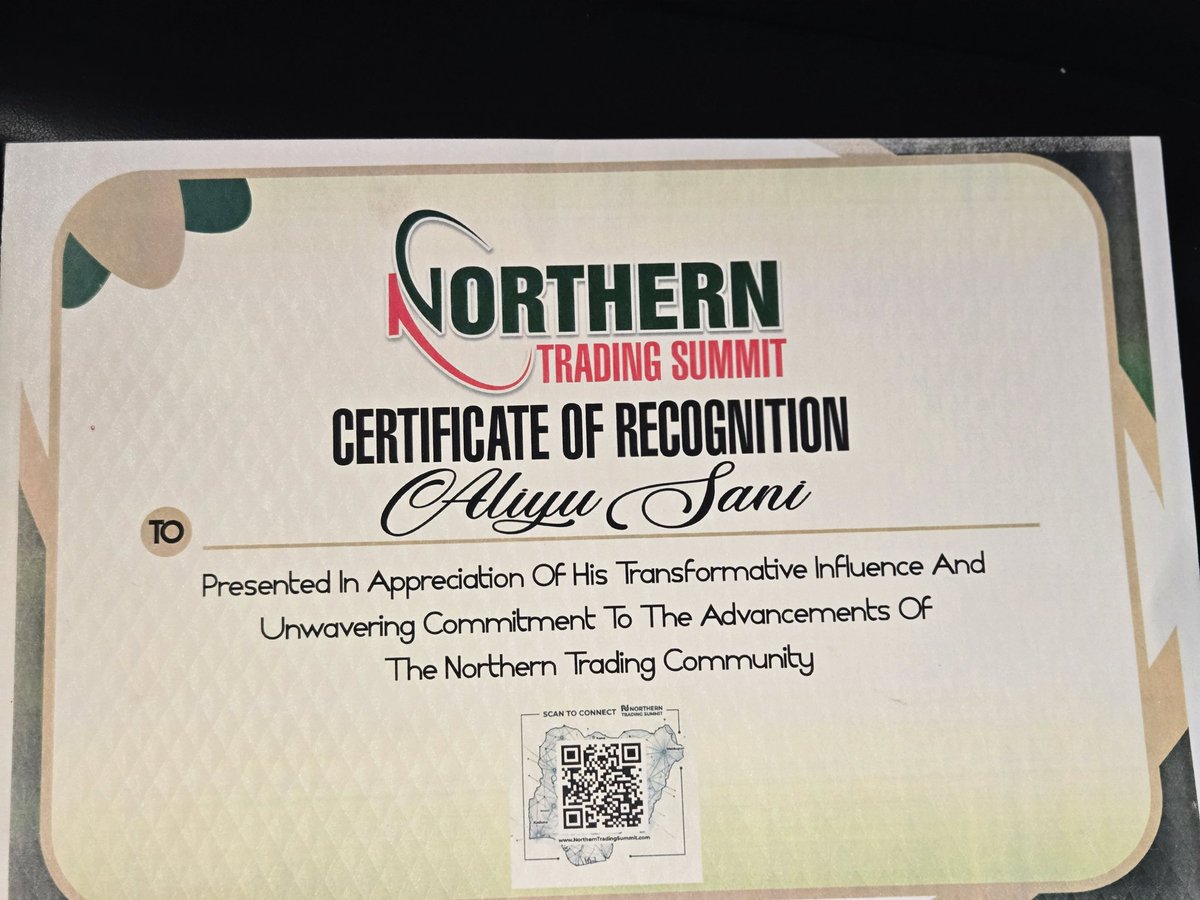 NORTHERN
TRADING SUMMIT
CERTIFICATE OF RECOGNITION
Aliyu Sani
TO
Presented In Appreciation Of His Transformative Influence And
Unwavering Commitment To The Advancements Of
The Northern Trading Community
SCAN TO CONNECT
NORTHERN
TRADING SUMMIT
www.NorthernTradingSummit.com